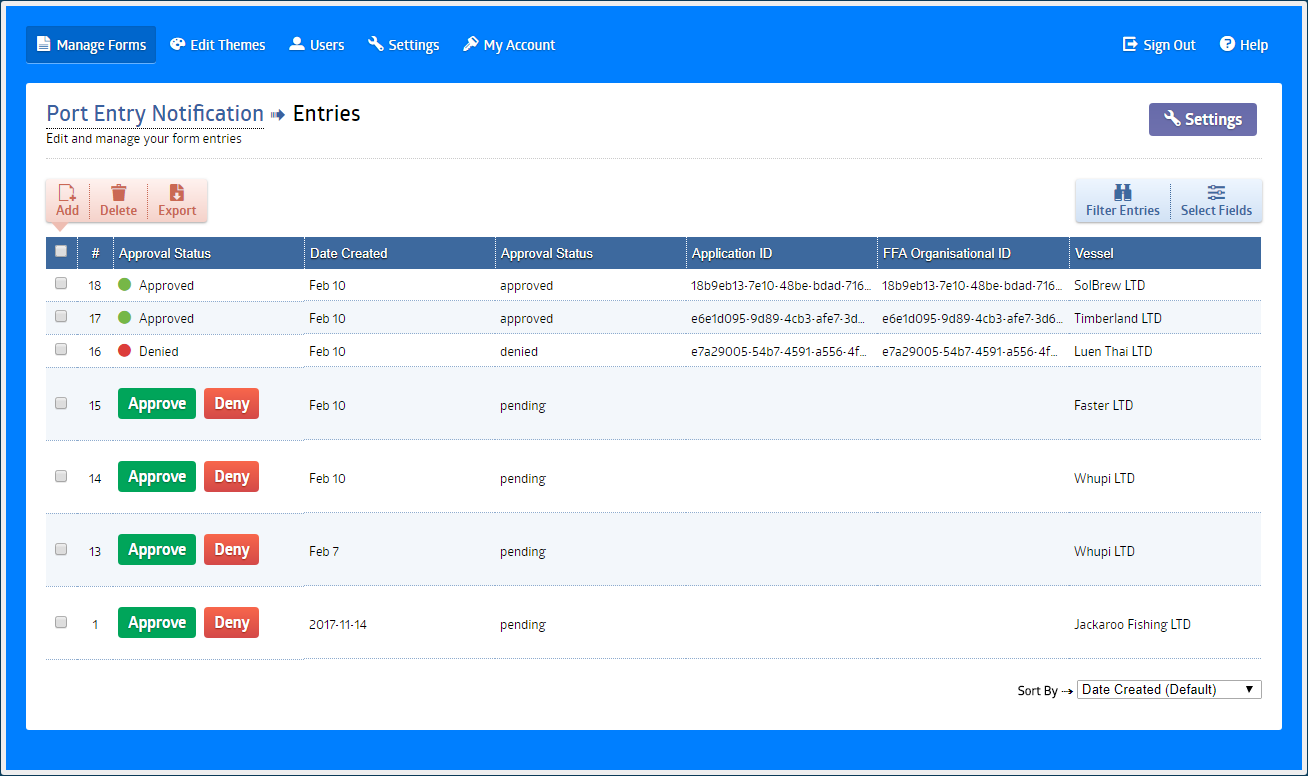 Manage Forms Edit Themes Users Settings My Account Sign Out Help
Port Entry Notification Entries
Edit and manage your form entries
Settings
Add Delete Export Filter Entries Select Fields
# Approval Status Date Created Approval Status Application ID FFA Organisational ID Vessel
18 Approved Feb 10 approved 18b9eb13-7e10-48be-bdad-716... 18b9eb13-7e10-48be-bdad-716... SolBrew LTD
17 Approved Feb 10 approved e6e1d095-9d89-4cb3-afe7-3d... e6e1d095-9d89-4cb3-afe7-3d6... Timberland LTD
16 Denied Feb 10 denied e7a29005-54b7-4591-a556-4f... e7a29005-54b7-4591-a556-4f... Luen Thai LTD
15 Approve Deny Feb 10 pending Faster LTD
14 Approve Deny Feb 10 pending Whupi LTD
13 Approve Deny Feb 7 pending Whupi LTD
1 Approve Deny 2017-11-14 pending Jackaroo Fishing LTD
Sort By ⇢ Date Created (Default)